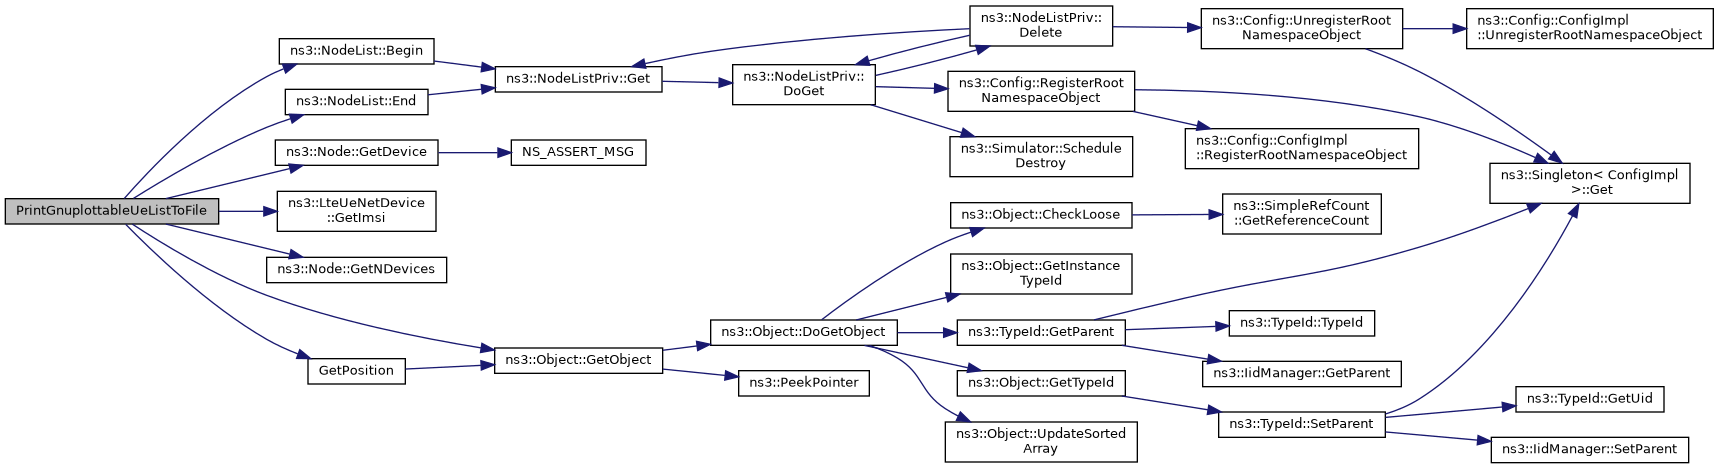 PrintGnuplottableUeListToFile
ns3::NodeList::Begin
ns3::NodeList::End
ns3::Node::GetDevice
ns3::LteUeNetDevice
::GetImsi
ns3::Node::GetNDevices
GetPosition
ns3::NodeListPriv::Get
NS_ASSERT_MSG
ns3::Object::GetObject
ns3::NodeListPriv::
DoGet
ns3::Object::DoGetObject
ns3::PeekPointer
ns3::NodeListPriv::
Delete
ns3::Config::RegisterRoot
NamespaceObject
ns3::Simulator::Schedule
Destroy
ns3::Object::CheckLoose
ns3::Object::GetInstance
TypeId
ns3::TypeId::GetParent
ns3::Object::GetTypeId
ns3::Object::UpdateSorted
Array
ns3::Config::UnregisterRoot
NamespaceObject
ns3::Config::ConfigImpl
::RegisterRootNamespaceObject
ns3::SimpleRefCount
::GetReferenceCount
ns3::TypeId::TypeId
ns3::IidManager::GetParent
ns3::TypeId::SetParent
ns3::Config::ConfigImpl
::UnregisterRootNamespaceObject
ns3::Singleton< ConfigImpl
>::Get
ns3::TypeId::GetUid
ns3::IidManager::SetParent